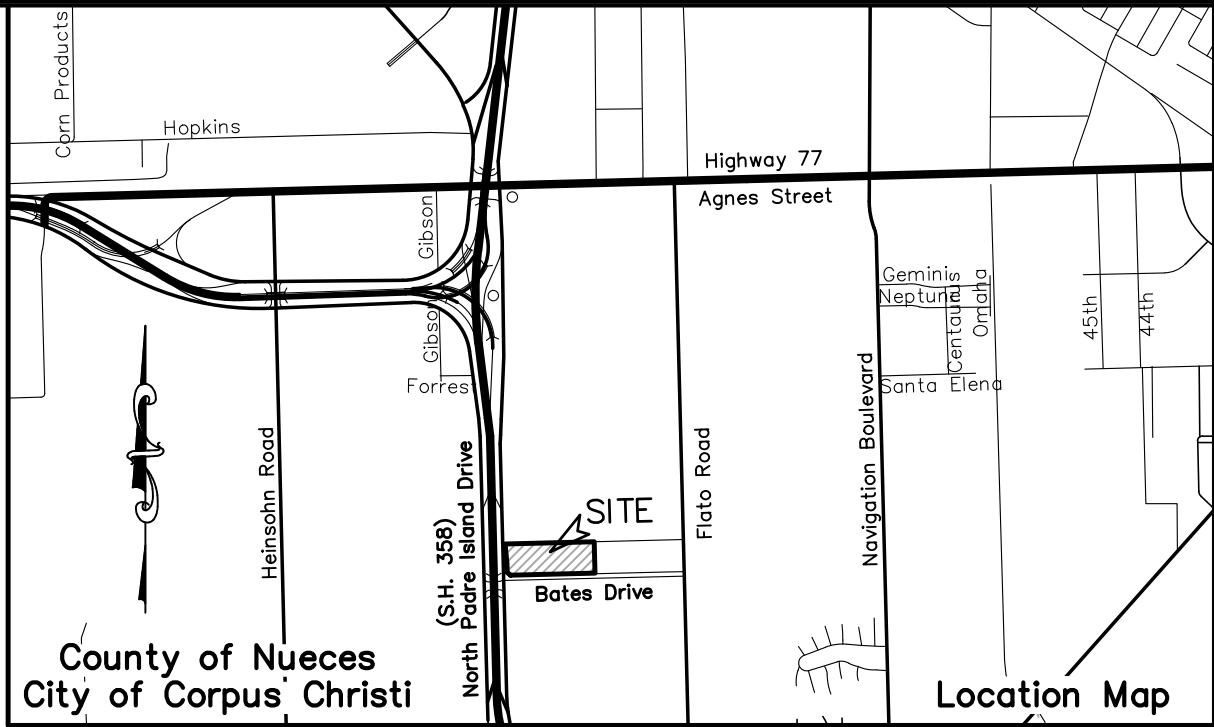 Corn Products
Hopkins
Highway 77
Agnes Street
Gibson
Gibson
Forrest
Geminis
Neptune
Centaurus
Omaha
Santa Elena
45th
44th
Heinsohn Road
(S.H. 358)
North Padre Island Drive
SITE
Bates Drive
Flato Road
Navigation Boulevard
County of Nueces
City of Corpus Christi
Location Map